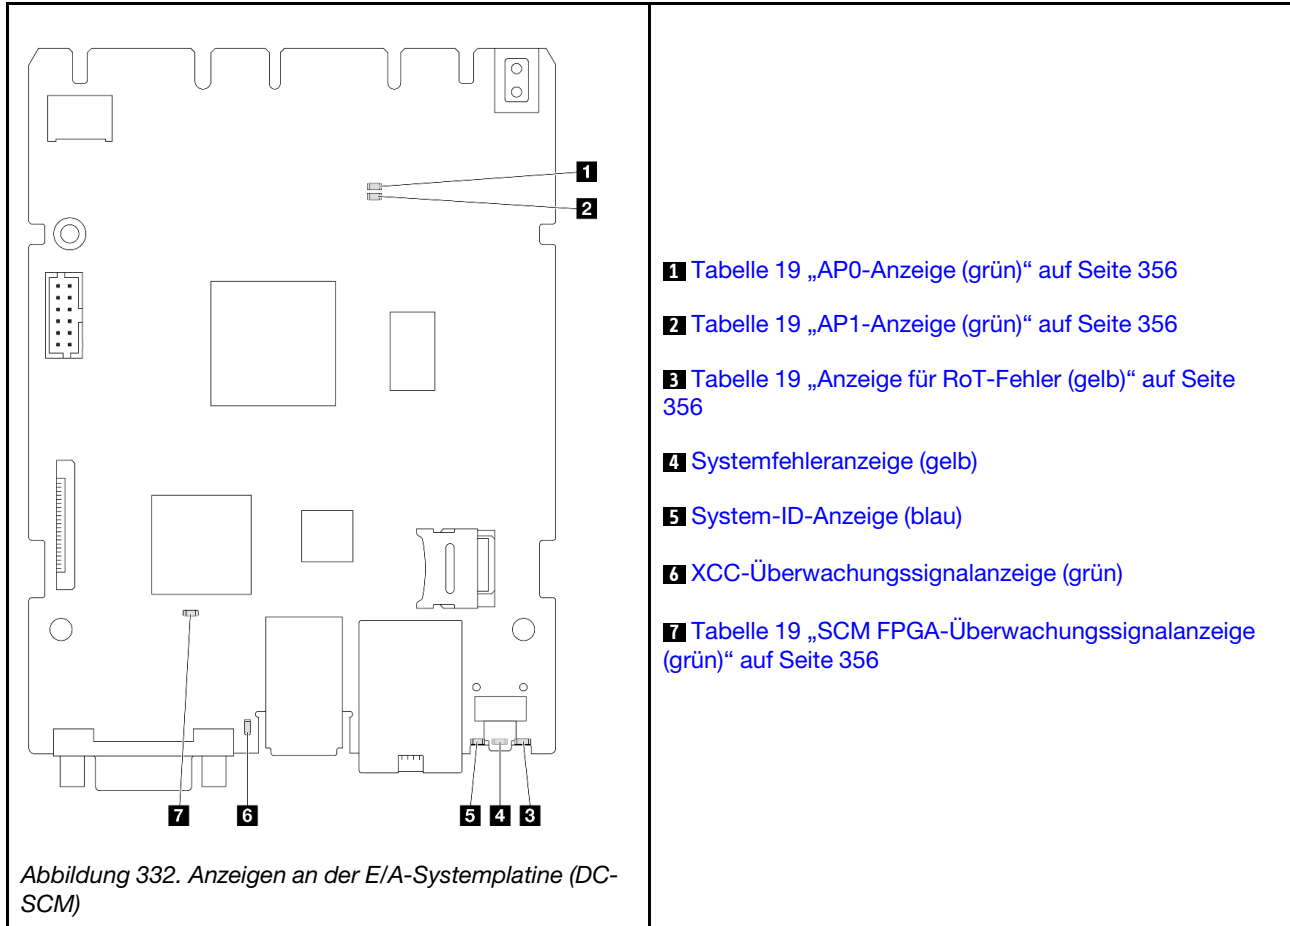 1
2
7
6
5
4
3
Abbildung 332. Anzeigen an der E/A-Systemplatine (DC-
SCM)
1 Tabelle 19 „AP0-Anzeige (grün)“ auf Seite 356
2 Tabelle 19 „AP1-Anzeige (grün)“ auf Seite 356
3 Tabelle 19 „Anzeige für RoT-Fehler (gelb)“ auf Seite
356
4 Systemfehleranzeige (gelb)
5 System-ID-Anzeige (blau)
6 XCC-Überwachungssignalanzeige (grün)
7 Tabelle 19 „SCM FPGA-Überwachungssignalanzeige
(grün)“ auf Seite 356